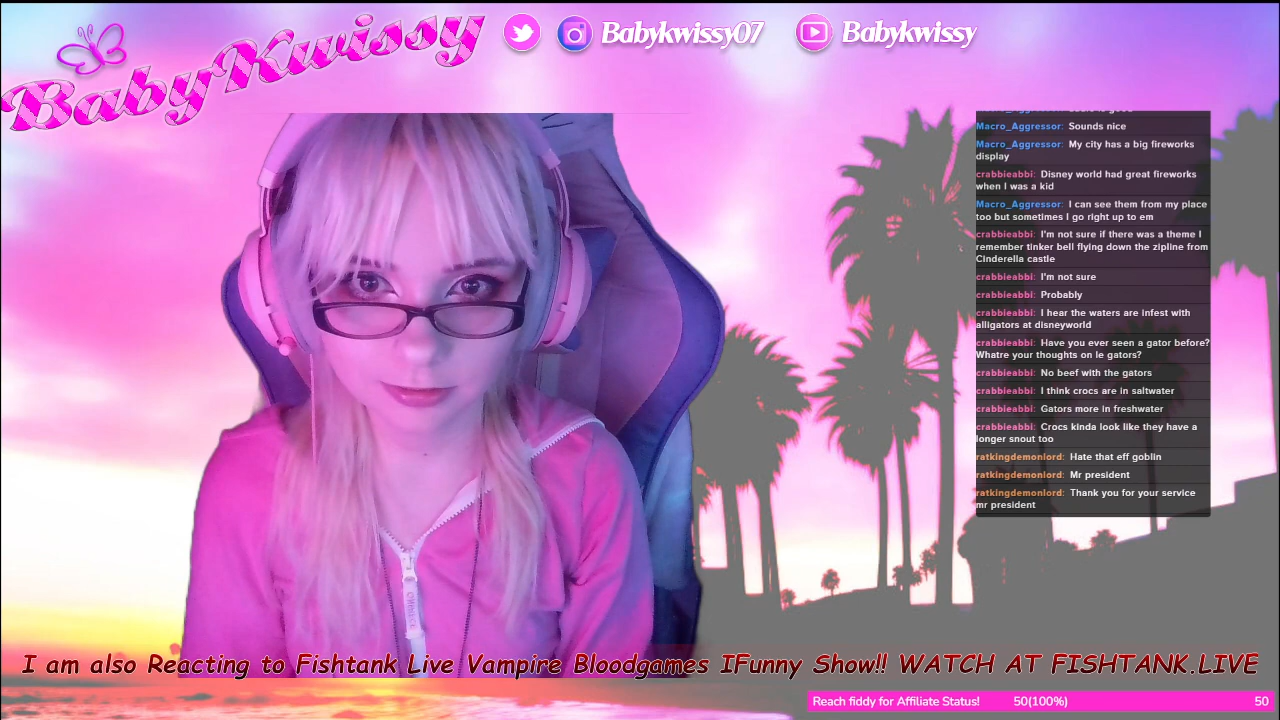 BabyKwissy
Babykwissy07
Babykwissy
Macro_Aggressor: Sounds nice
Macro_Aggressor: My city has a big fireworks
display
crabbieabbi: Disney world had great fireworks
when I was a kid
Macro_Aggressor: I can see them from my place
too but sometimes I go right up to em
crabbieabbi: I'm not sure if there was a theme I
remember tinker bell flying down the zipline from
Cinderella castle
crabbieabbi: I'm not sure
crabbieabbi: Probably
crabbieabbi: I hear the waters are infest with
alligators at disneyworld
crabbieabbi: Have you ever seen a gator before?
Whatre your thoughts on le gators?
crabbieabbi: No beef with the gators
crabbieabbi: I think crocs are in saltwater
crabbieabbi: Gators more in freshwater
crabbieabbi: Crocs kinda look like they have a
longer snout too
ratkingdemonlord: Hate that eff goblin
ratkingdemonlord: Mr president
ratkingdemonlord: Thank you for your service
mr president
I am also Reacting to Fishtank Live Vampire Bloodgames IFunny Show!! WATCH AT FISHTANK.LIVE
Reach fiddy for Affiliate Status! 50(100%) 50